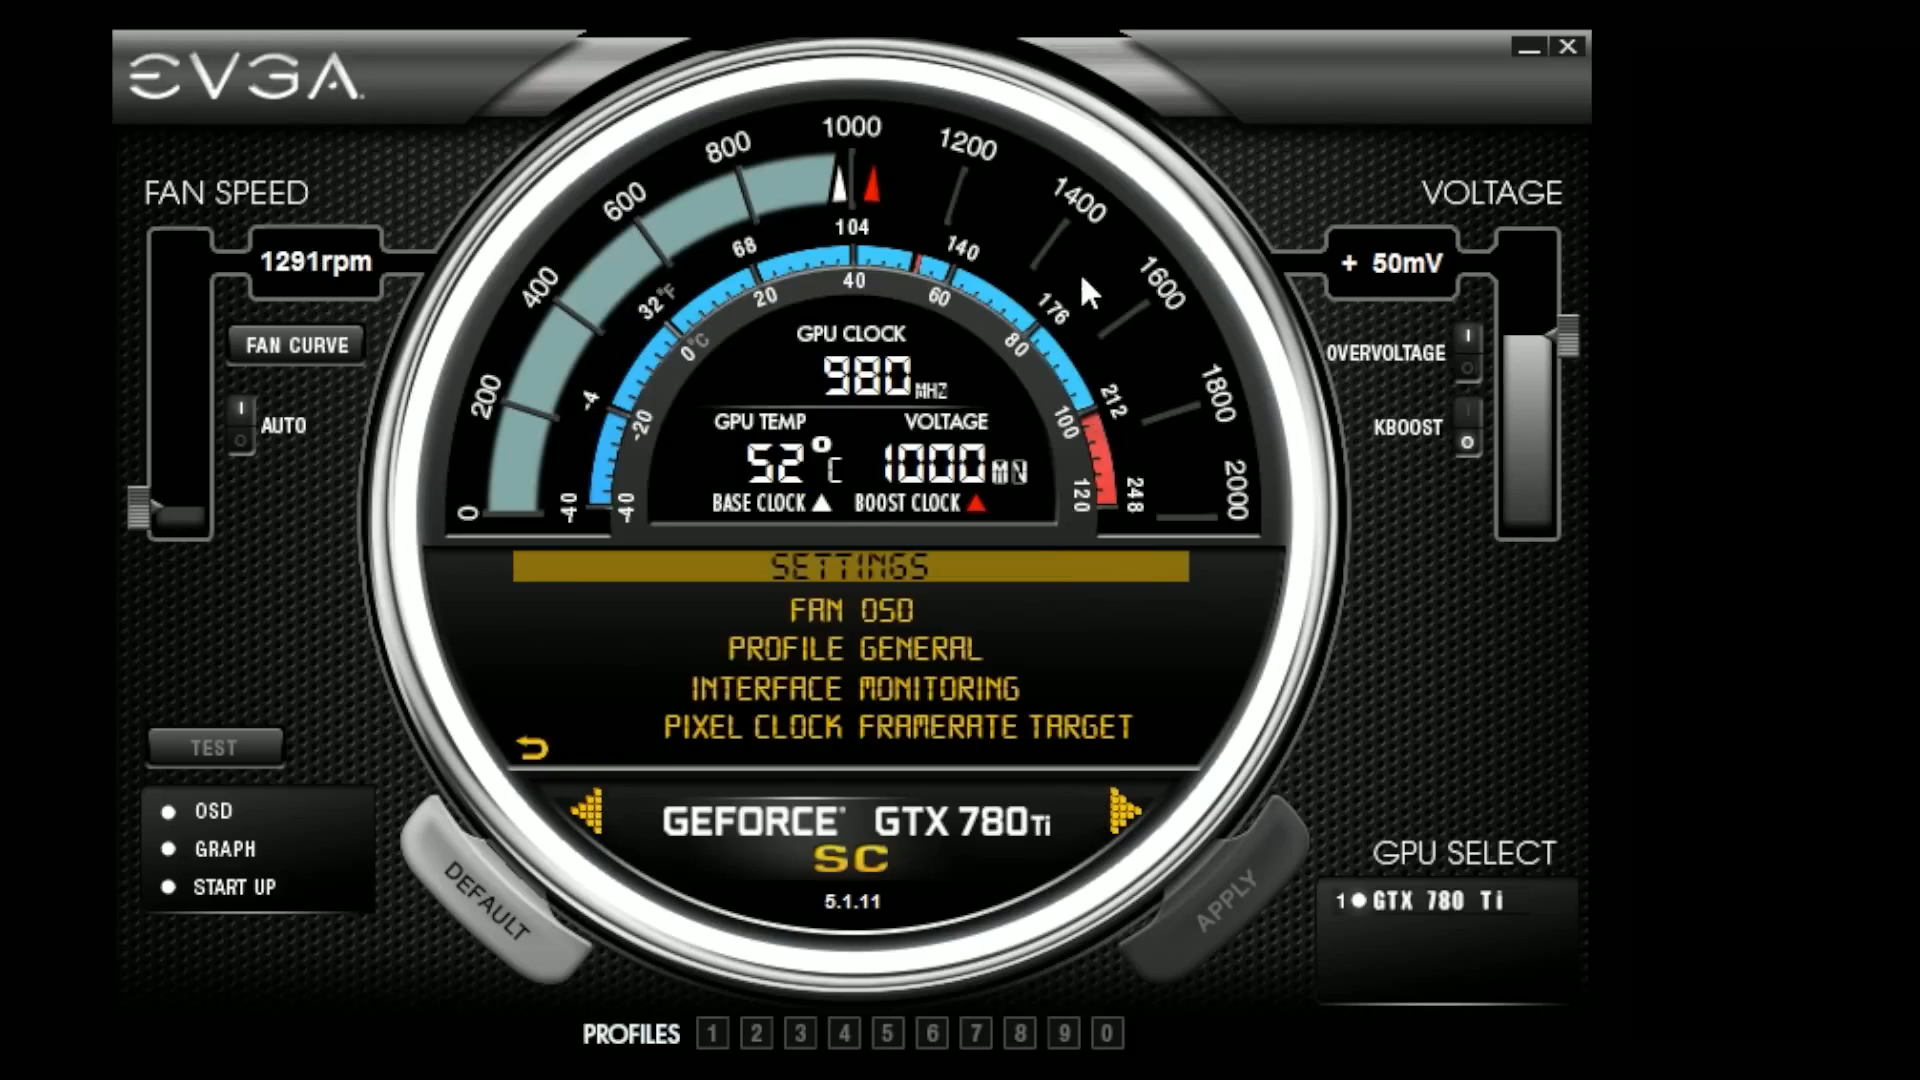 EVGA
FAN SPEED
1291rpm
FAN CURVE
AUTO
0 200 400 600 800 1000 1200 1400 1600 1800 2000
-40 -4 32°F 68 104 140 176 212 248
-40 -20 0°C 20 40 60 80 100 120
GPU CLOCK
980 MHZ
GPU TEMP VOLTAGE
52°C 1000 MV
BASE CLOCK BOOST CLOCK
VOLTAGE
+ 50mV
OVERVOLTAGE
KBOOST
SETTINGS
FAN OSD
PROFILE GENERAL
INTERFACE MONITORING
PIXEL CLOCK FRAMERATE TARGET
TEST
OSD
GRAPH
START UP
DEFAULT
GEFORCE GTX 780Ti
SC
5.1.11
APPLY
GPU SELECT
1 GTX 780 Ti
PROFILES 1 2 3 4 5 6 7 8 9 0